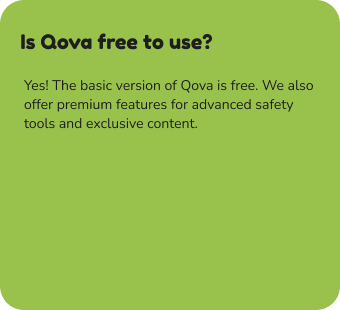 Is Qova free to use?
Yes! The basic version of Qova is free. We also
offer premium features for advanced safety
tools and exclusive content.